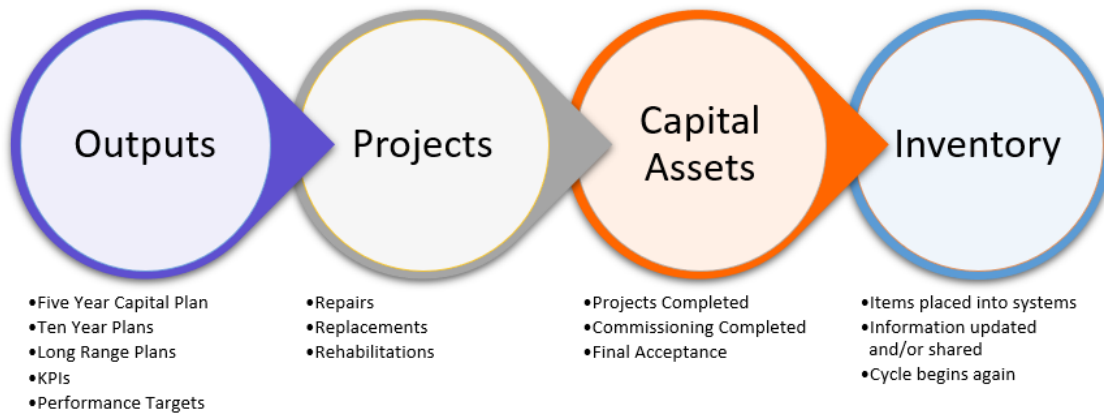 Outputs
Projects
Capital
Assets
Inventory
•Five Year Capital Plan
•Ten Year Plans
•Long Range Plans
•KPIs
•Performance Targets
•Repairs
•Replacements
•Rehabilitations
•Projects Completed
•Commissioning Completed
•Final Acceptance
•Items placed into systems
•Information updated
and/or shared
•Cycle begins again